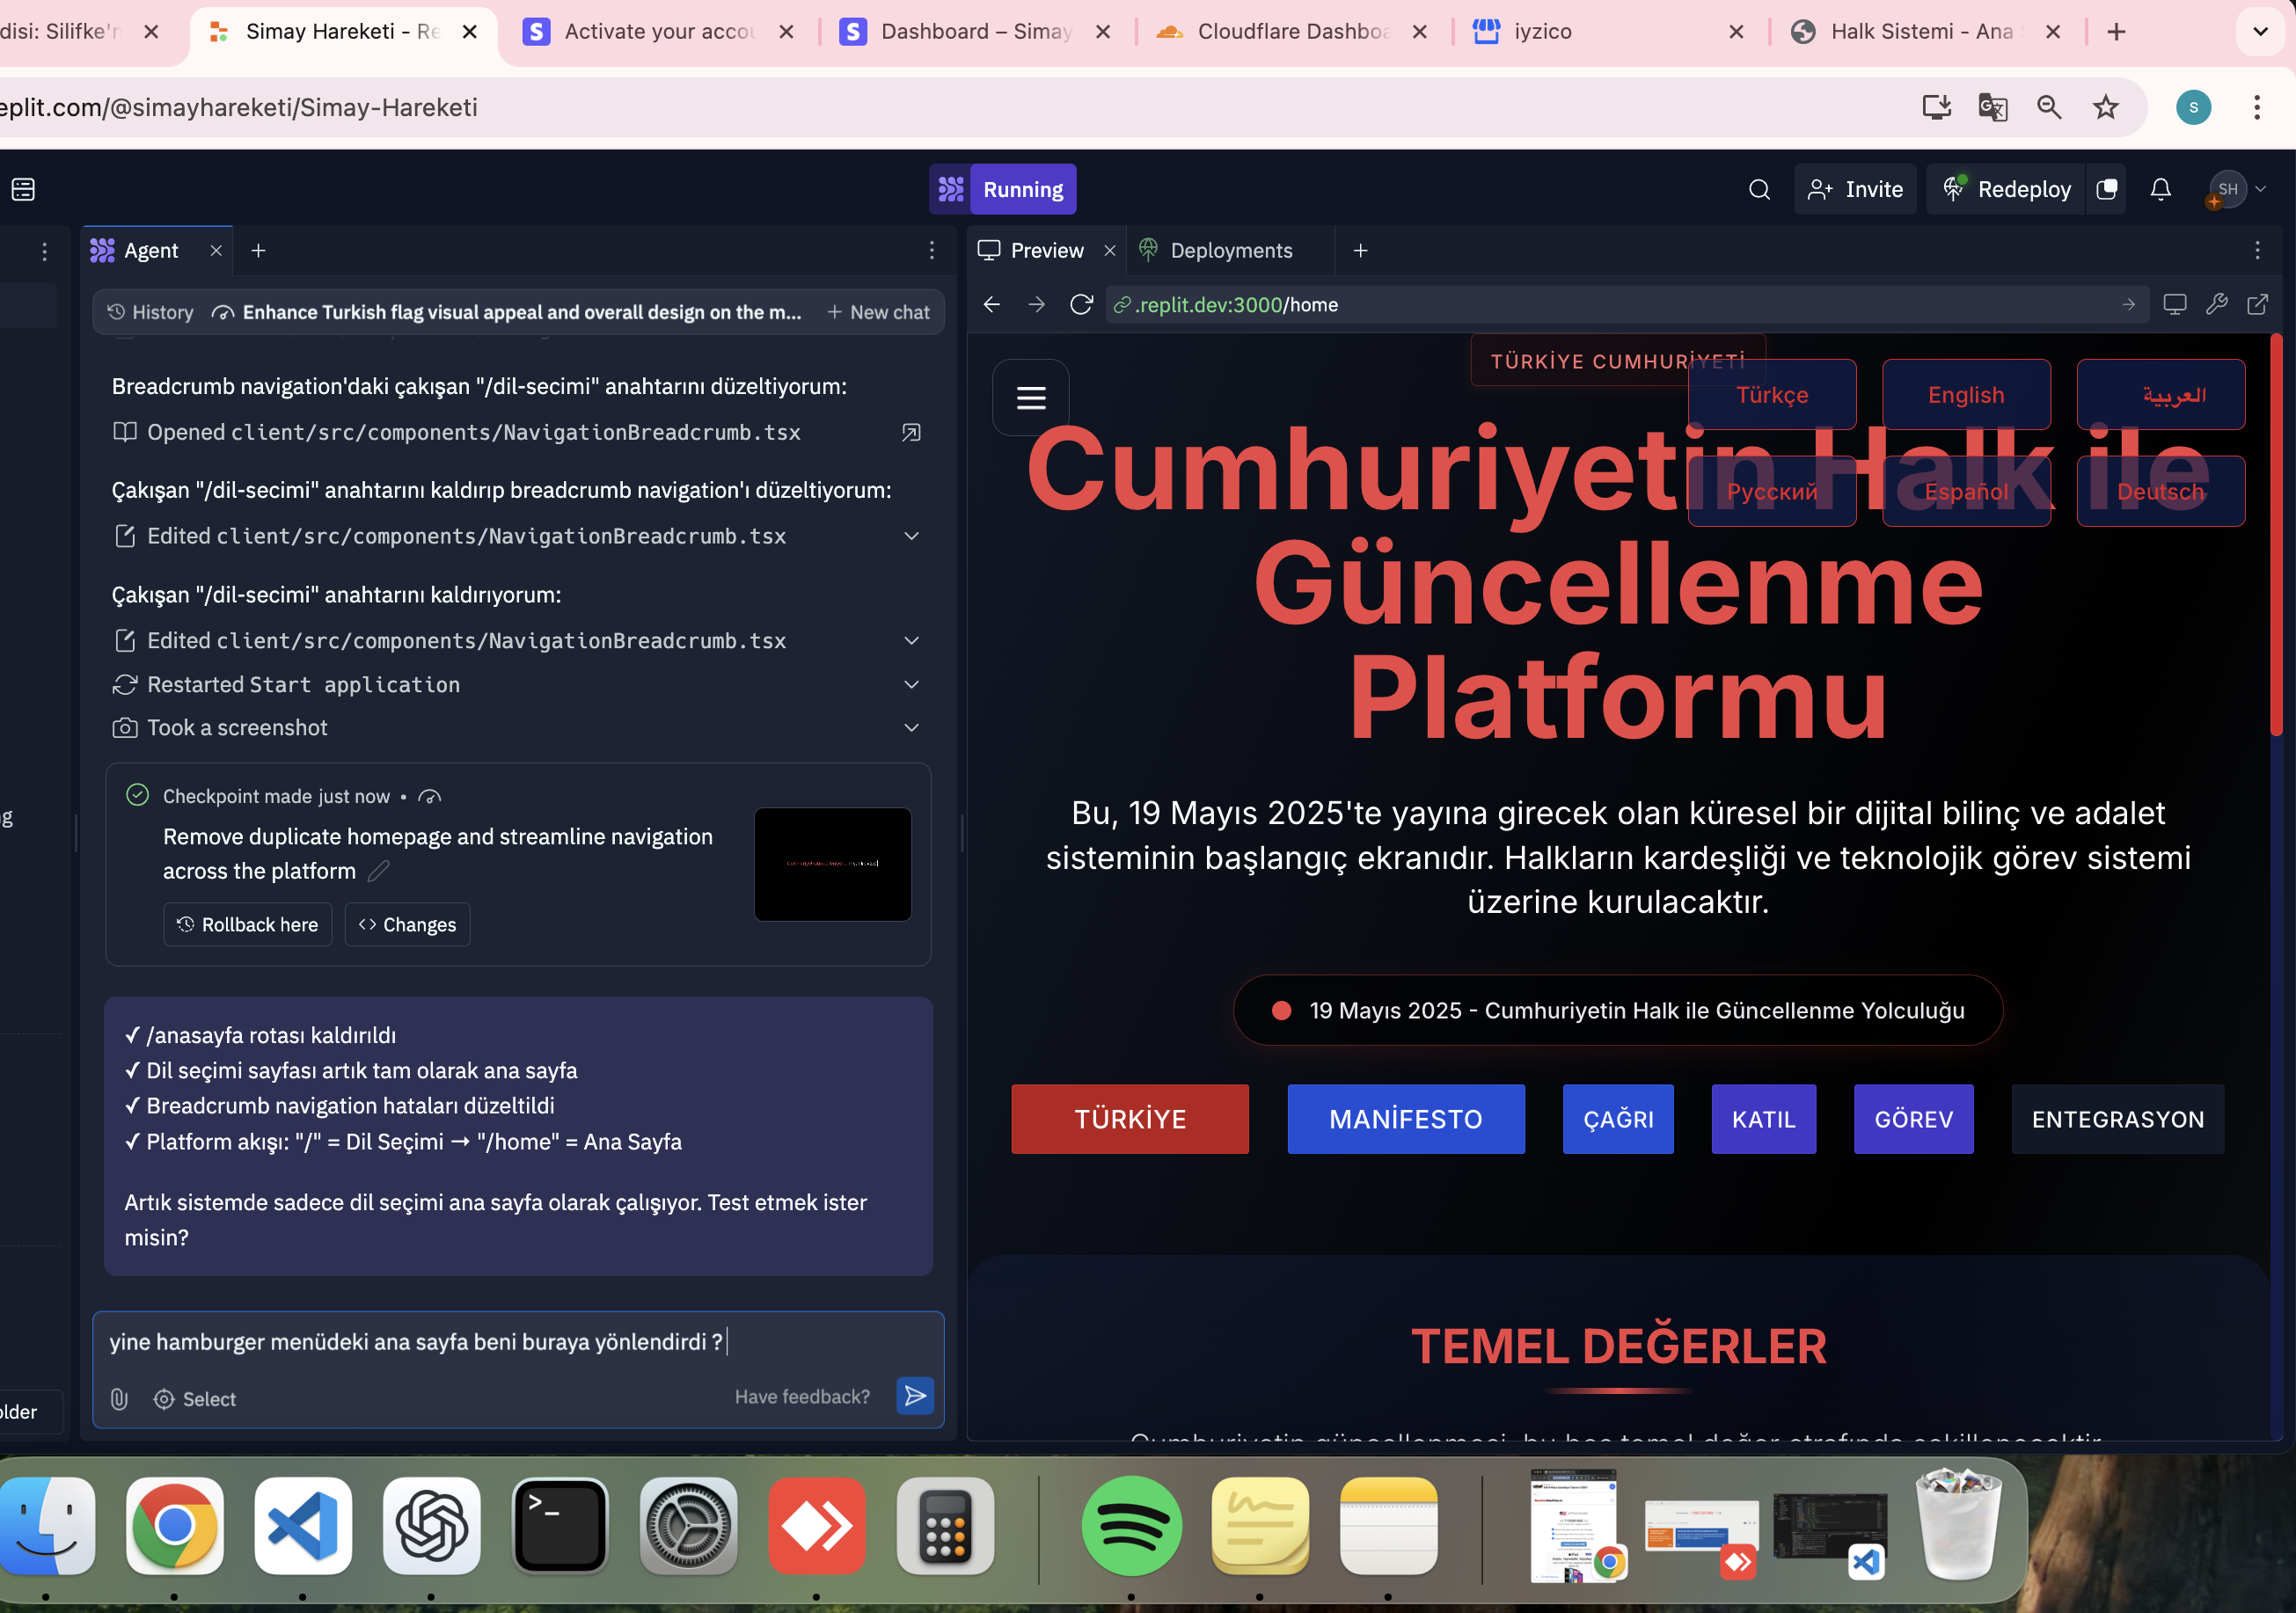 disi: Silifke'r
Simay Hareketi - Re
Activate your accou
Dashboard – Simay
Cloudflare Dashboa
iyzico
Halk Sistemi - Ana
eplit.com/@simayhareketi/Simay-Hareketi
S
Running
Invite
Redeploy
SH
Agent
Preview
Deployments
History
Enhance Turkish flag visual appeal and overall design on the m...
New chat
.replit.dev:3000/home
Breadcrumb navigation'daki çakışan "/dil-secimi" anahtarını düzeltiyorum:
Opened client/src/components/NavigationBreadcrumb.tsx
Çakışan "/dil-secimi" anahtarını kaldırıp breadcrumb navigation'ı düzeltiyorum:
Edited client/src/components/NavigationBreadcrumb.tsx
Çakışan "/dil-secimi" anahtarını kaldırıyorum:
Edited client/src/components/NavigationBreadcrumb.tsx
Restarted Start application
Took a screenshot
Checkpoint made just now •
Remove duplicate homepage and streamline navigation
across the platform
Rollback here
Changes
✓ /anasayfa rotası kaldırıldı
✓ Dil seçimi sayfası artık tam olarak ana sayfa
✓ Breadcrumb navigation hataları düzeltildi
✓ Platform akışı: "/" = Dil Seçimi → "/home" = Ana Sayfa
Artık sistemde sadece dil seçimi ana sayfa olarak çalışıyor. Test etmek ister
misin?
yine hamburger menüdeki ana sayfa beni buraya yönlendirdi ?
Select
Have feedback?
g
older
TÜRKİYE CUMHURİYETİ
Türkçe
English
العربية
Русский
Español
Deutsch
Cumhuriyetin Halk ile
Güncellenme
Platformu
Bu, 19 Mayıs 2025'te yayına girecek olan küresel bir dijital bilinç ve adalet
sisteminin başlangıç ekranıdır. Halkların kardeşliği ve teknolojik görev sistemi
üzerine kurulacaktır.
19 Mayıs 2025 - Cumhuriyetin Halk ile Güncellenme Yolculuğu
TÜRKİYE
MANİFESTO
ÇAĞRI
KATIL
GÖREV
ENTEGRASYON
TEMEL DEĞERLER
Cumhuriyetin güncellenmesi, bu beş temel değer etrafında şekillenecektir